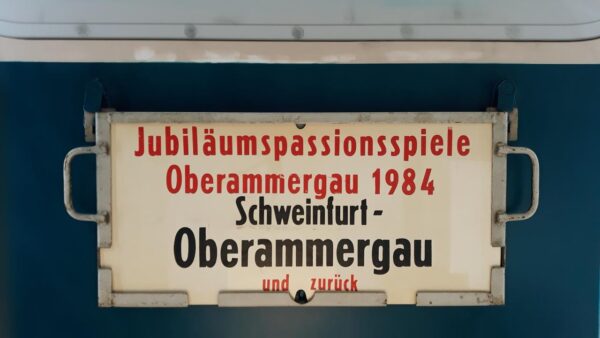 Jubiläumspassionsspiele
Oberammergau 1984
Schweinfurt-
Oberammergau
und zurück